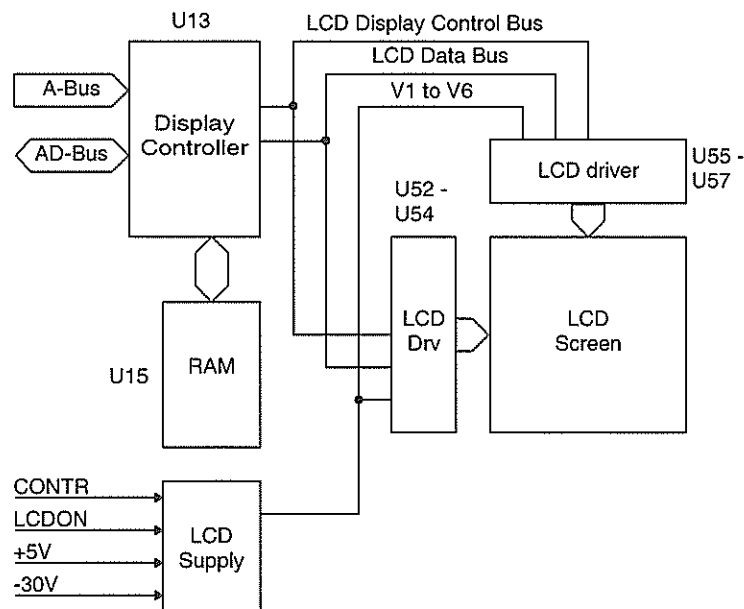 U13
LCD Display Control Bus
LCD Data Bus
V1 to V6
A-Bus
Display
Controller
AD-Bus
LCD driver
U55 -
U57
U52 -
U54
LCD
Drv
LCD
Screen
U15
RAM
CONTR
LCDON
+5V
-30V
LCD
Supply